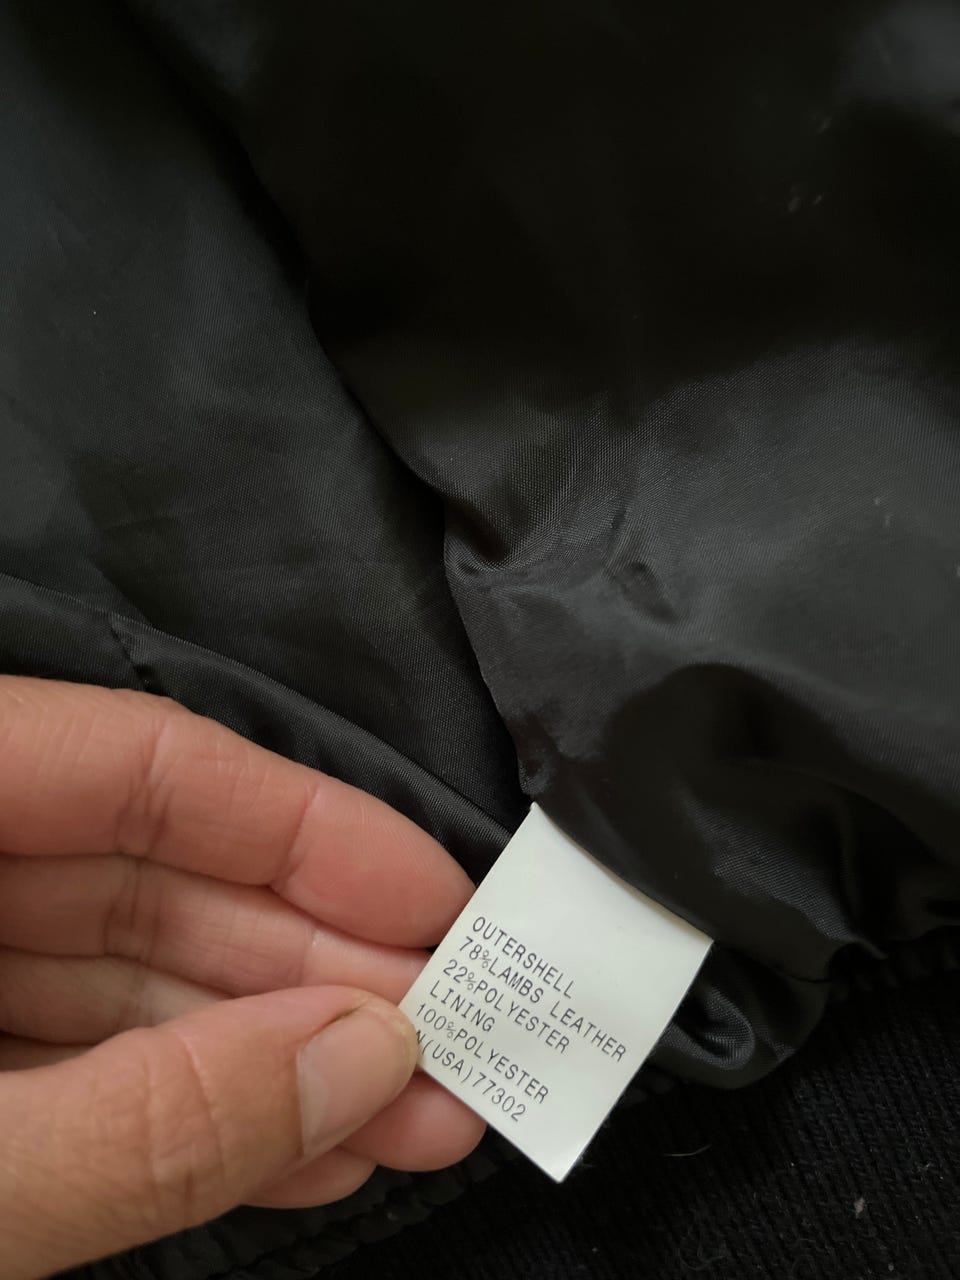 OUTERSHELL
78%LAMBS LEATHER
22%POLYESTER
LINING
100%POLYESTER
N(USA)77302